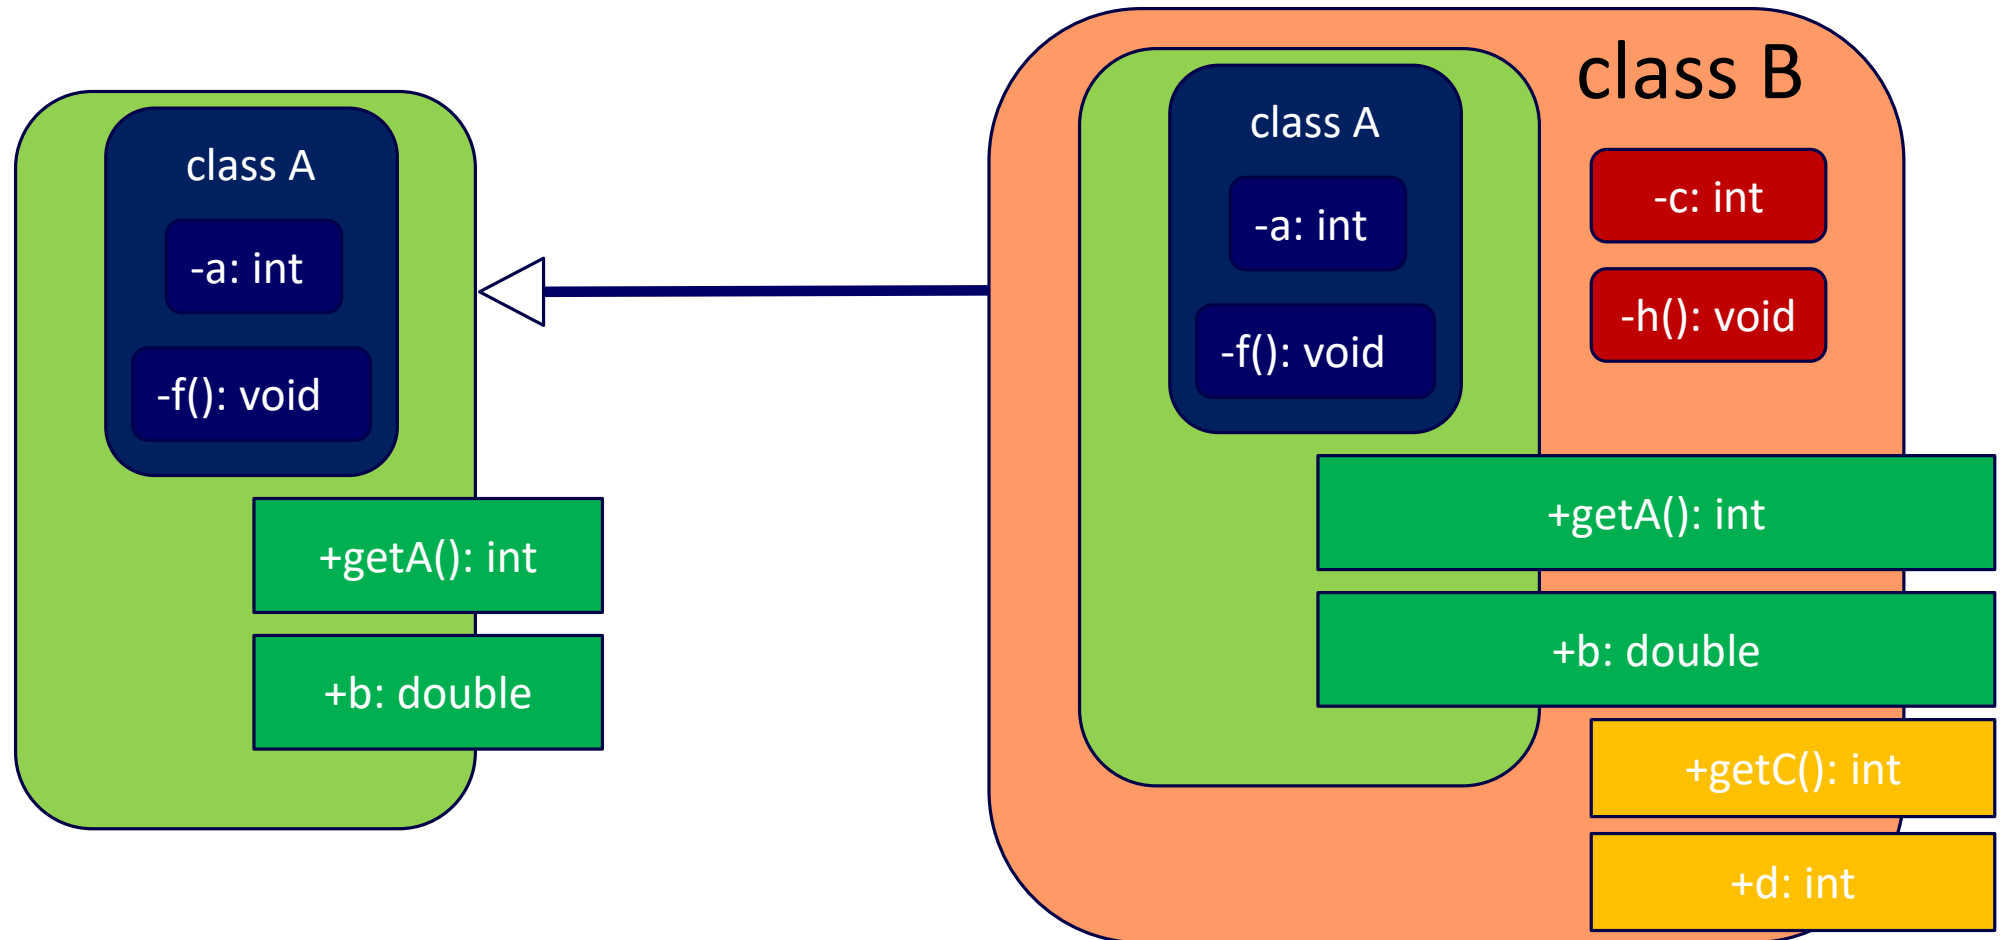 class A
-a: int
-f(): void
+getA(): int
+b: double
class B
class A
-a: int
-f(): void
-c: int
-h(): void
+getA(): int
+b: double
+getC(): int
+d: int